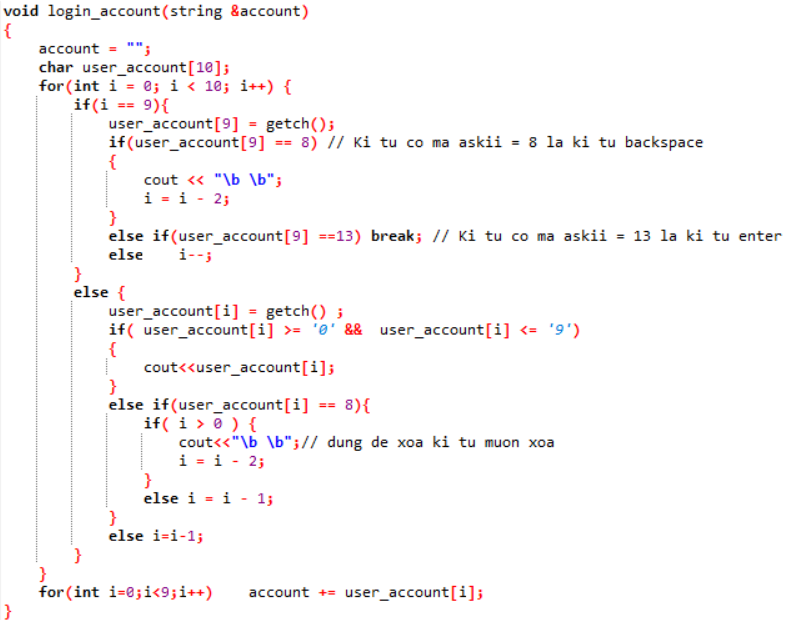 void login_account(string &account)
{
    account = "";
    char user_account[10];
    for(int i = 0; i < 10; i++) {
        if(i == 9){
            user_account[9] = getch();
            if(user_account[9] == 8) // Ki tu co ma askii = 8 la ki tu backspace
            {
                cout << "\b \b";
                i = i - 2;
            }
            else if(user_account[9] ==13) break; // Ki tu co ma askii = 13 la ki tu enter
            else    i--;
        }
        else {
            user_account[i] = getch() ;
            if( user_account[i] >= '0' &&  user_account[i] <= '9')
            {
                cout<<user_account[i];
            }
            else if(user_account[i] == 8){
                if( i > 0 ) {
                    cout<<"\b \b";// dung de xoa ki tu muon xoa
                    i = i - 2;
                }
                else i = i - 1;
            }
            else i=i-1;
        }
    }
    for(int i=0;i<9;i++)    account += user_account[i];
}